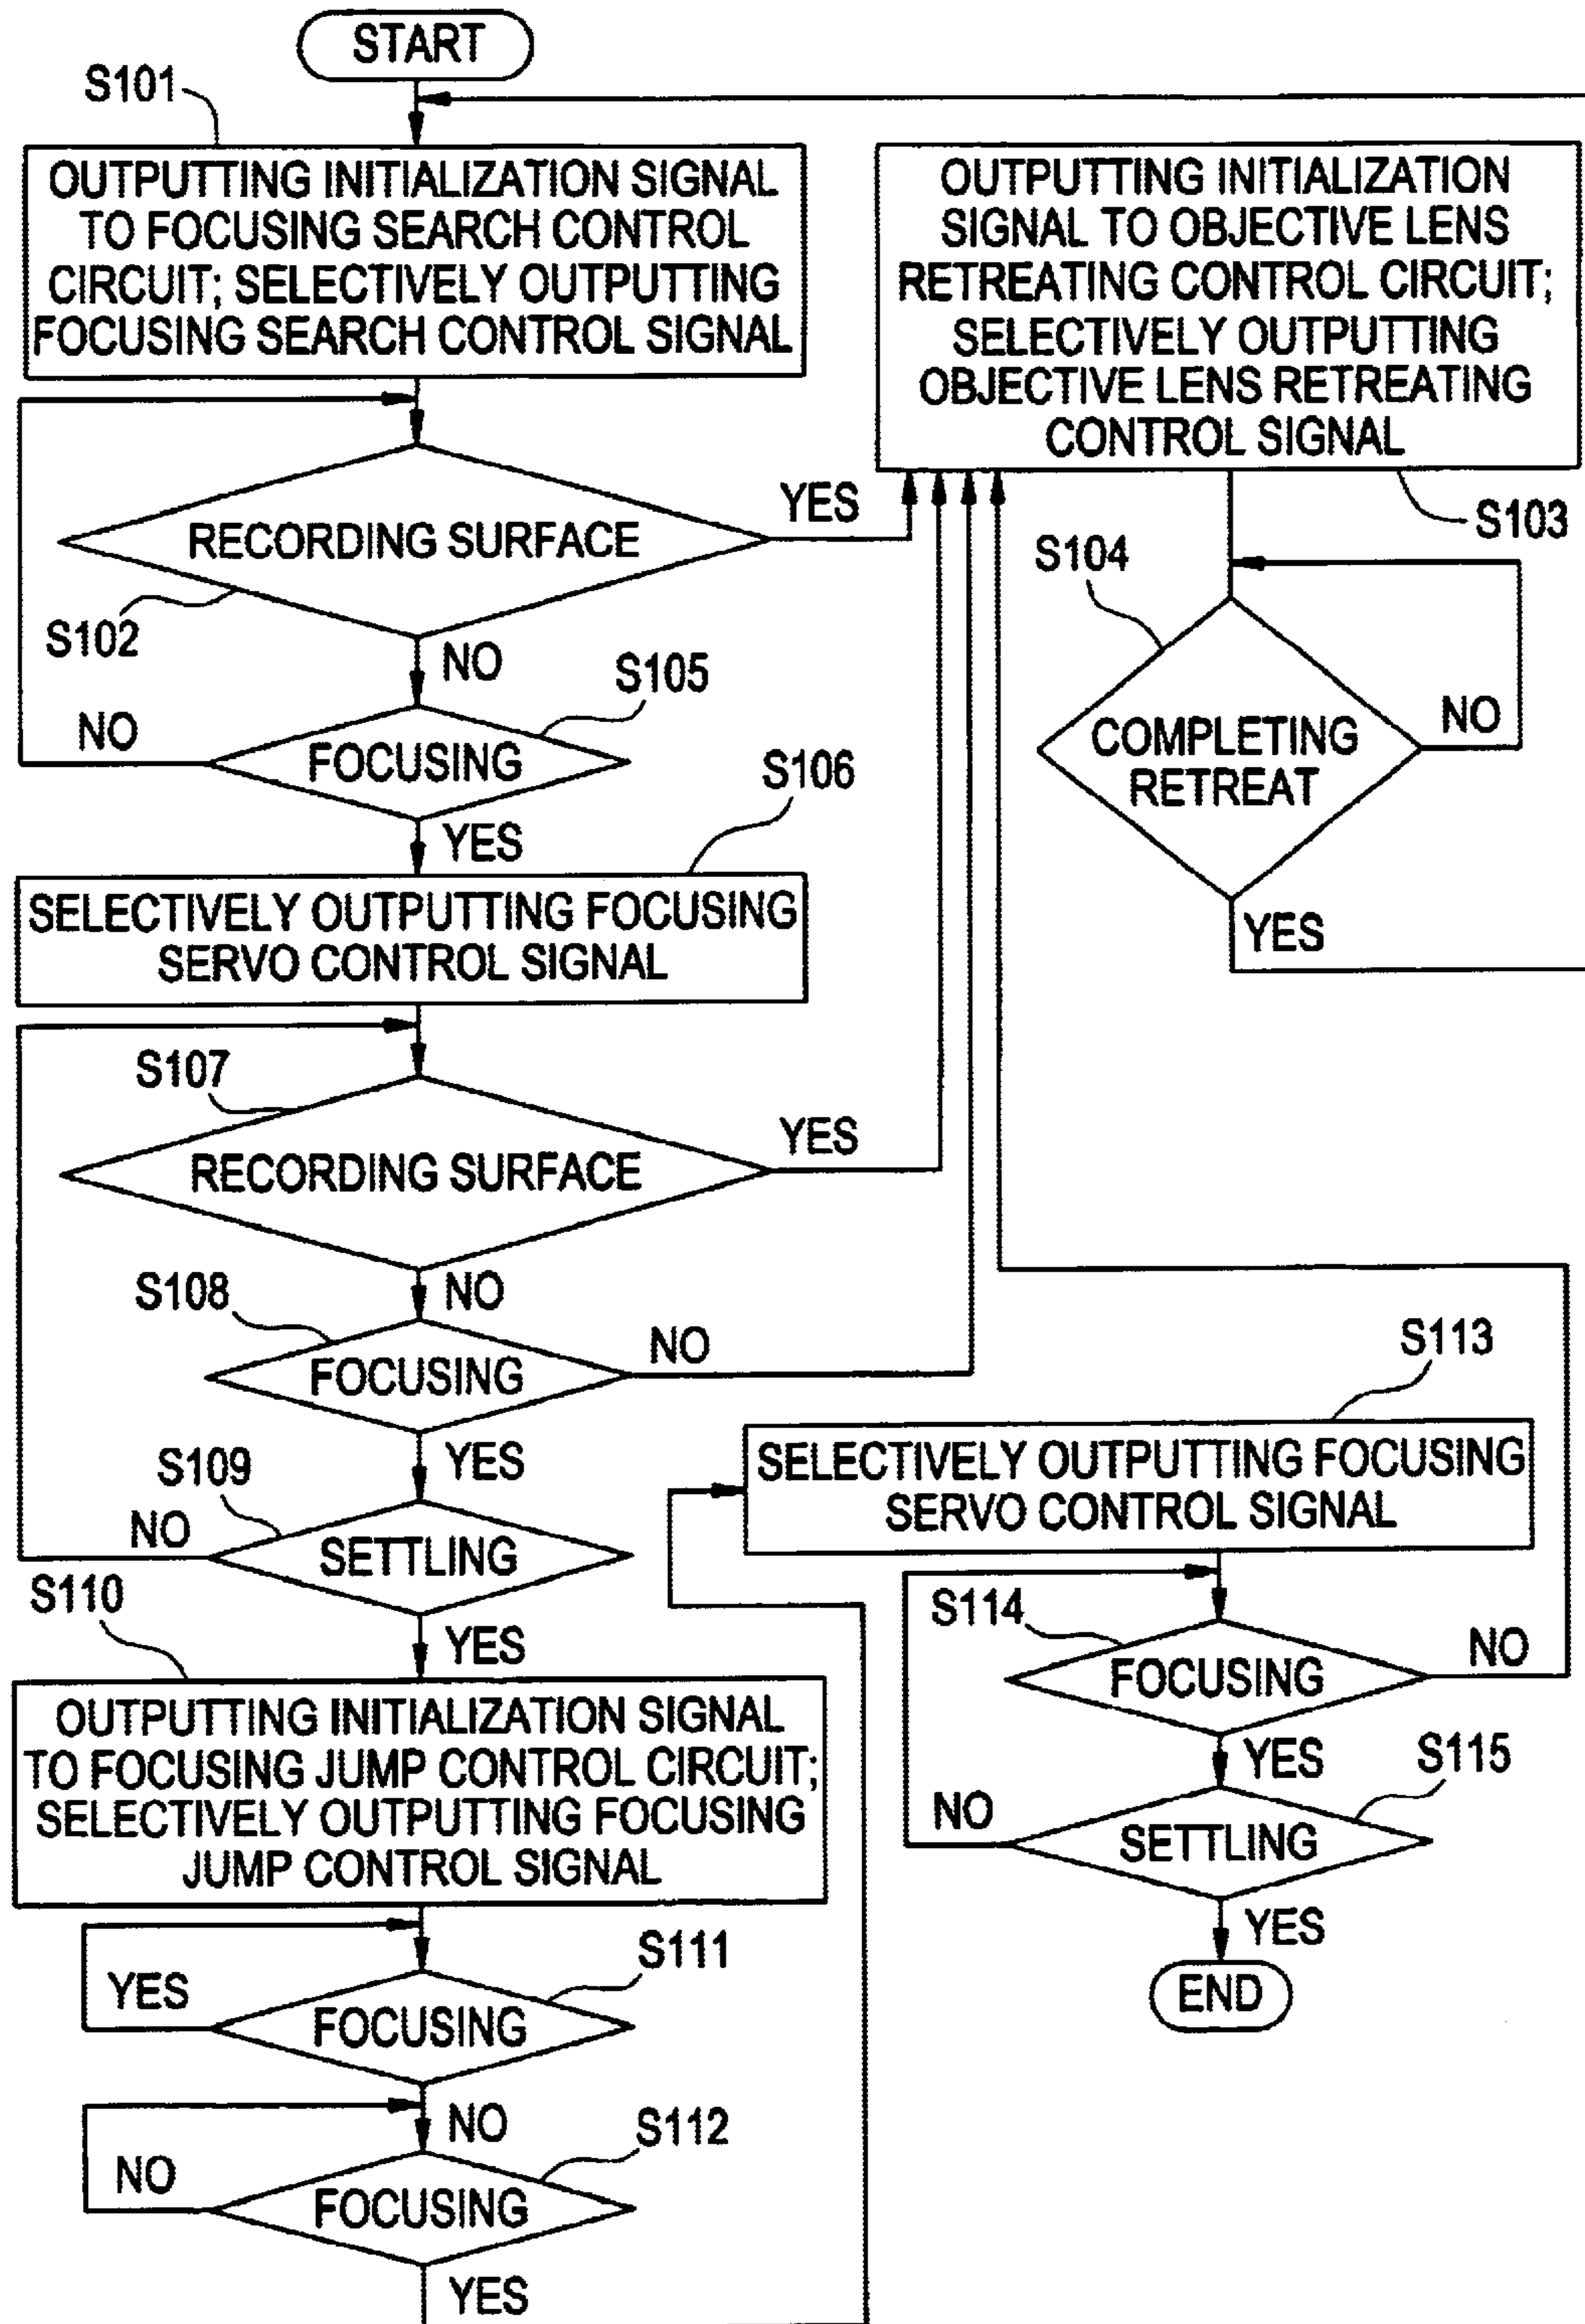 START
S101
OUTPUTTING INITIALIZATION SIGNAL
TO FOCUSING SEARCH CONTROL
CIRCUIT; SELECTIVELY OUTPUTTING
FOCUSING SEARCH CONTROL SIGNAL
RECORDING SURFACE
YES
S102
NO
S105
NO
FOCUSING
S106
YES
SELECTIVELY OUTPUTTING FOCUSING
SERVO CONTROL SIGNAL
S107
YES
RECORDING SURFACE
S108
NO
NO
FOCUSING
S109
YES
NO
SETTLING
S110
YES
OUTPUTTING INITIALIZATION SIGNAL
TO FOCUSING JUMP CONTROL CIRCUIT;
SELECTIVELY OUTPUTTING FOCUSING
JUMP CONTROL SIGNAL
S111
YES
FOCUSING
NO
S112
NO
FOCUSING
YES
OUTPUTTING INITIALIZATION
SIGNAL TO OBJECTIVE LENS
RETREATING CONTROL CIRCUIT;
SELECTIVELY OUTPUTTING
OBJECTIVE LENS RETREATING
CONTROL SIGNAL
S103
S104
NO
COMPLETING
RETREAT
YES
S113
SELECTIVELY OUTPUTTING FOCUSING
SERVO CONTROL SIGNAL
S114
NO
FOCUSING
YES
S115
NO
SETTLING
YES
END